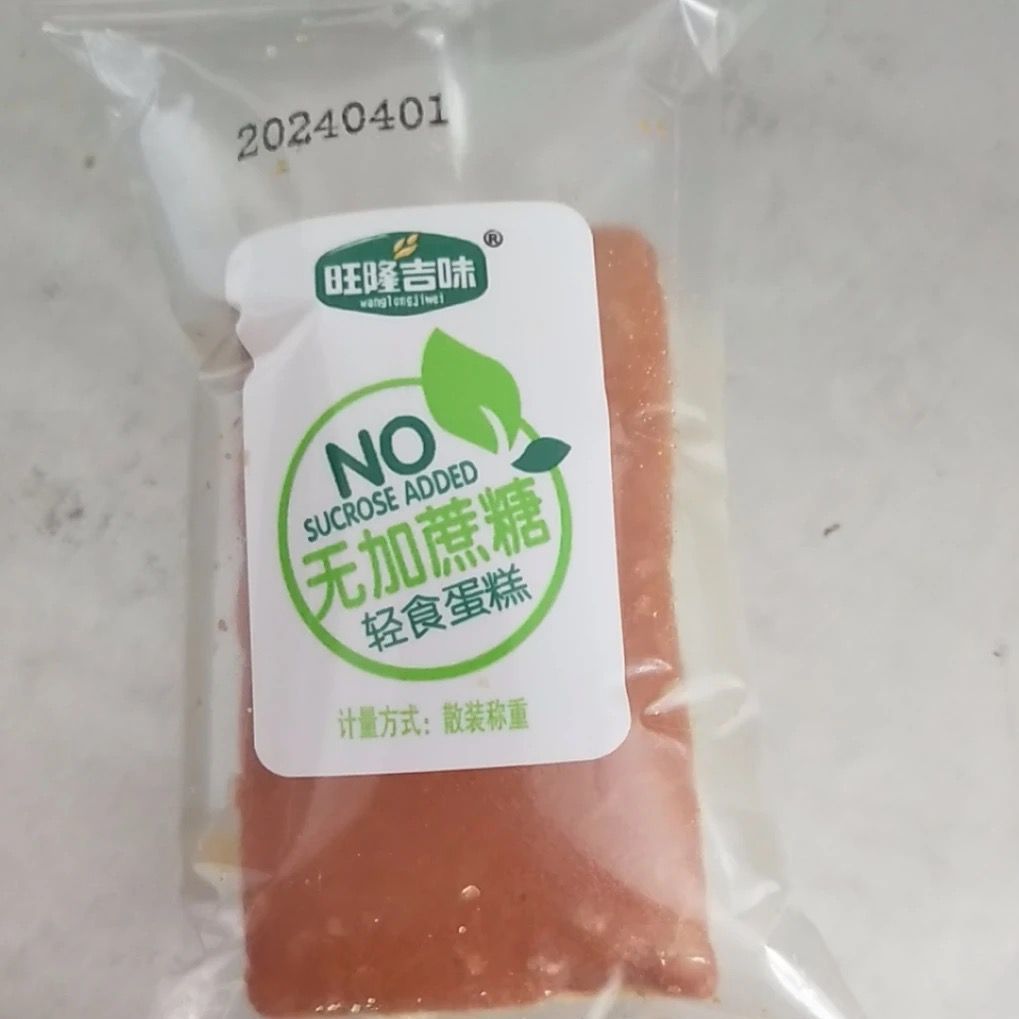 20240401
旺隆吉味®
wanglongjiwei
NO
SUCROSE ADDED
无加蔗糖
轻食蛋糕
计量方式：散装称重